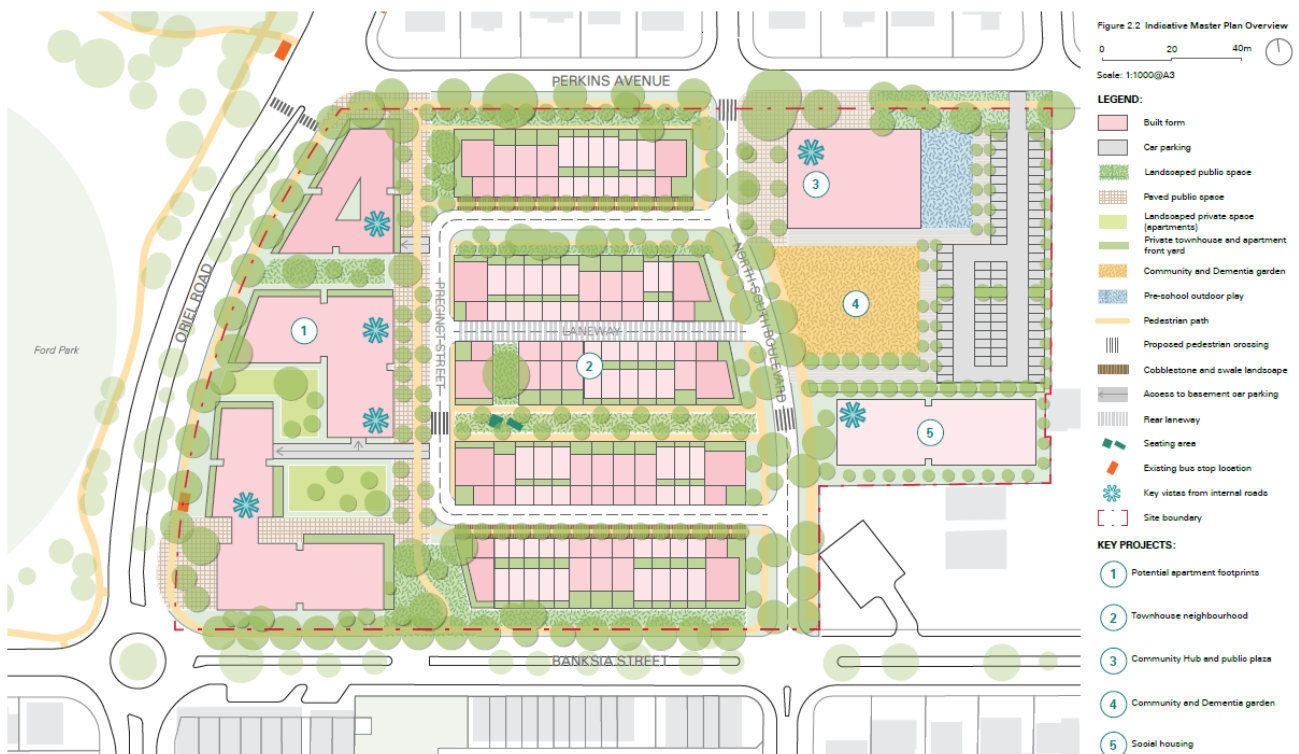 Figure 2.2 Indicative Master Plan Overview
0 20 40m
Scale: 1:1000@A3
LEGEND:
Built form
Car parking
Landscaped public space
Paved public space
Landscaped private space
(apartments)
Private townhouse and apartment
front yard
Community and Dementia garden
Pre-school outdoor play
Pedestrian path
Proposed pedestrian crossing
Cobblestone and swale landscape
Access to basement car parking
Rear laneway
Seating area
Existing bus stop location
Key vistas from internal roads
Site boundary
KEY PROJECTS:
1 Potential apartment footprints
2 Townhouse neighbourhood
3 Community Hub and public plaza
4 Community and Dementia garden
5 Social housing
PERKINS AVENUE
ORIEL ROAD
Ford Park
PRECINCT STREET
NORTH-SOUTH BOULEVARD
LANEWAY
BANKSIA STREET
1
2
3
4
5